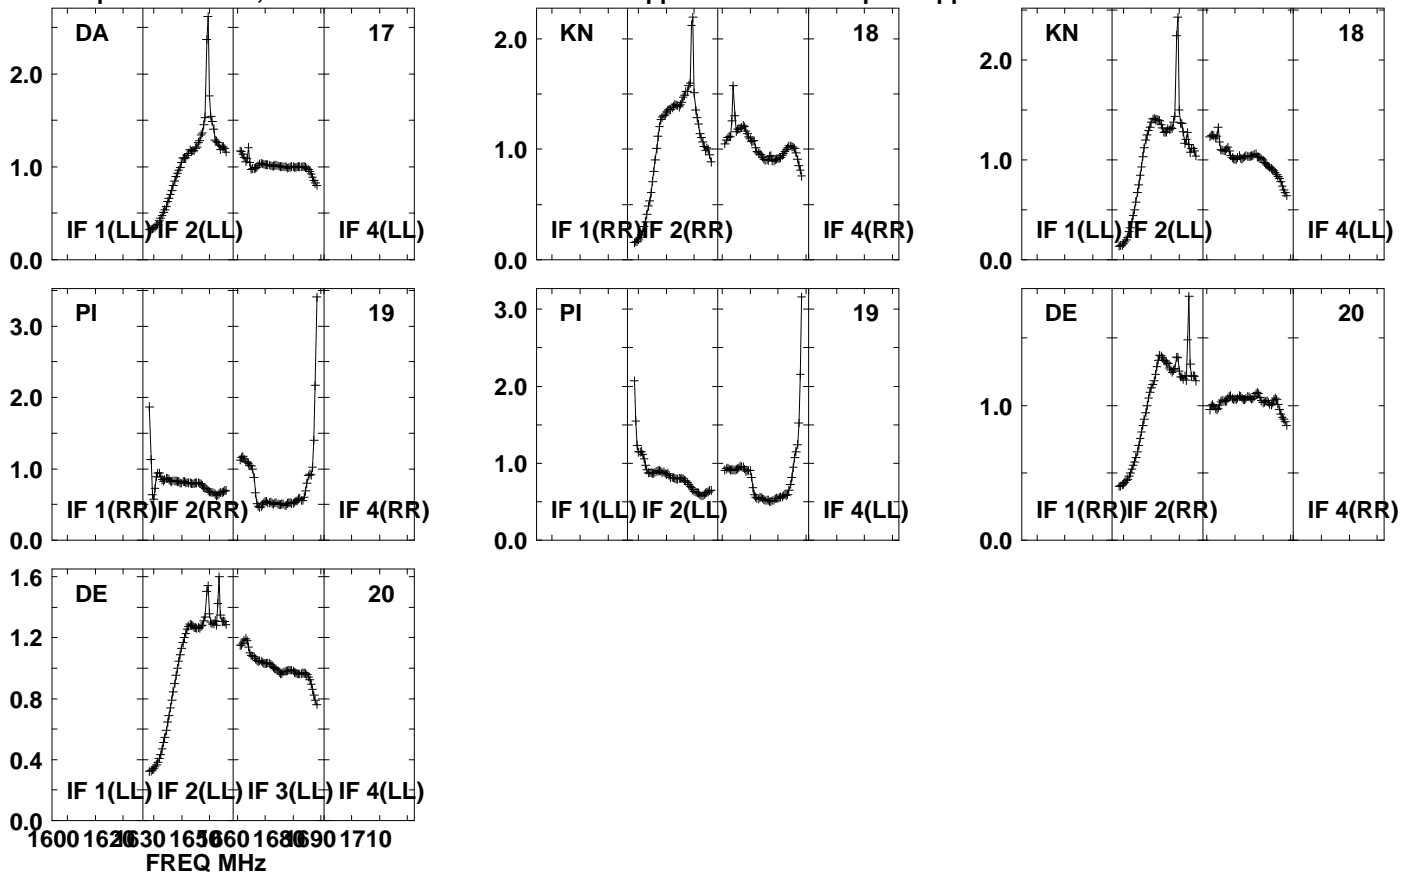 DA 17
2.0
1.0
0.0
IF 1(LL) IF 2(LL) IF 4(LL)
KN 18
2.0
1.0
0.0
IF 1(RR) IF 2(RR) IF 4(RR)
KN 18
2.0
1.0
0.0
IF 1(LL) IF 2(LL) IF 4(LL)
PI 19
3.0
2.0
1.0
0.0
IF 1(RR) IF 2(RR) IF 4(RR)
PI 19
3.0
2.0
1.0
0.0
IF 1(LL) IF 2(LL) IF 4(LL)
DE 20
1.0
0.0
IF 1(RR) IF 2(RR) IF 4(RR)
DE 20
1.6
1.2
0.8
0.4
0.0
IF 1(LL) IF 2(LL) IF 3(LL) IF 4(LL)
1600 1620 1630 1650 1660 1680 1690 1710
FREQ MHz